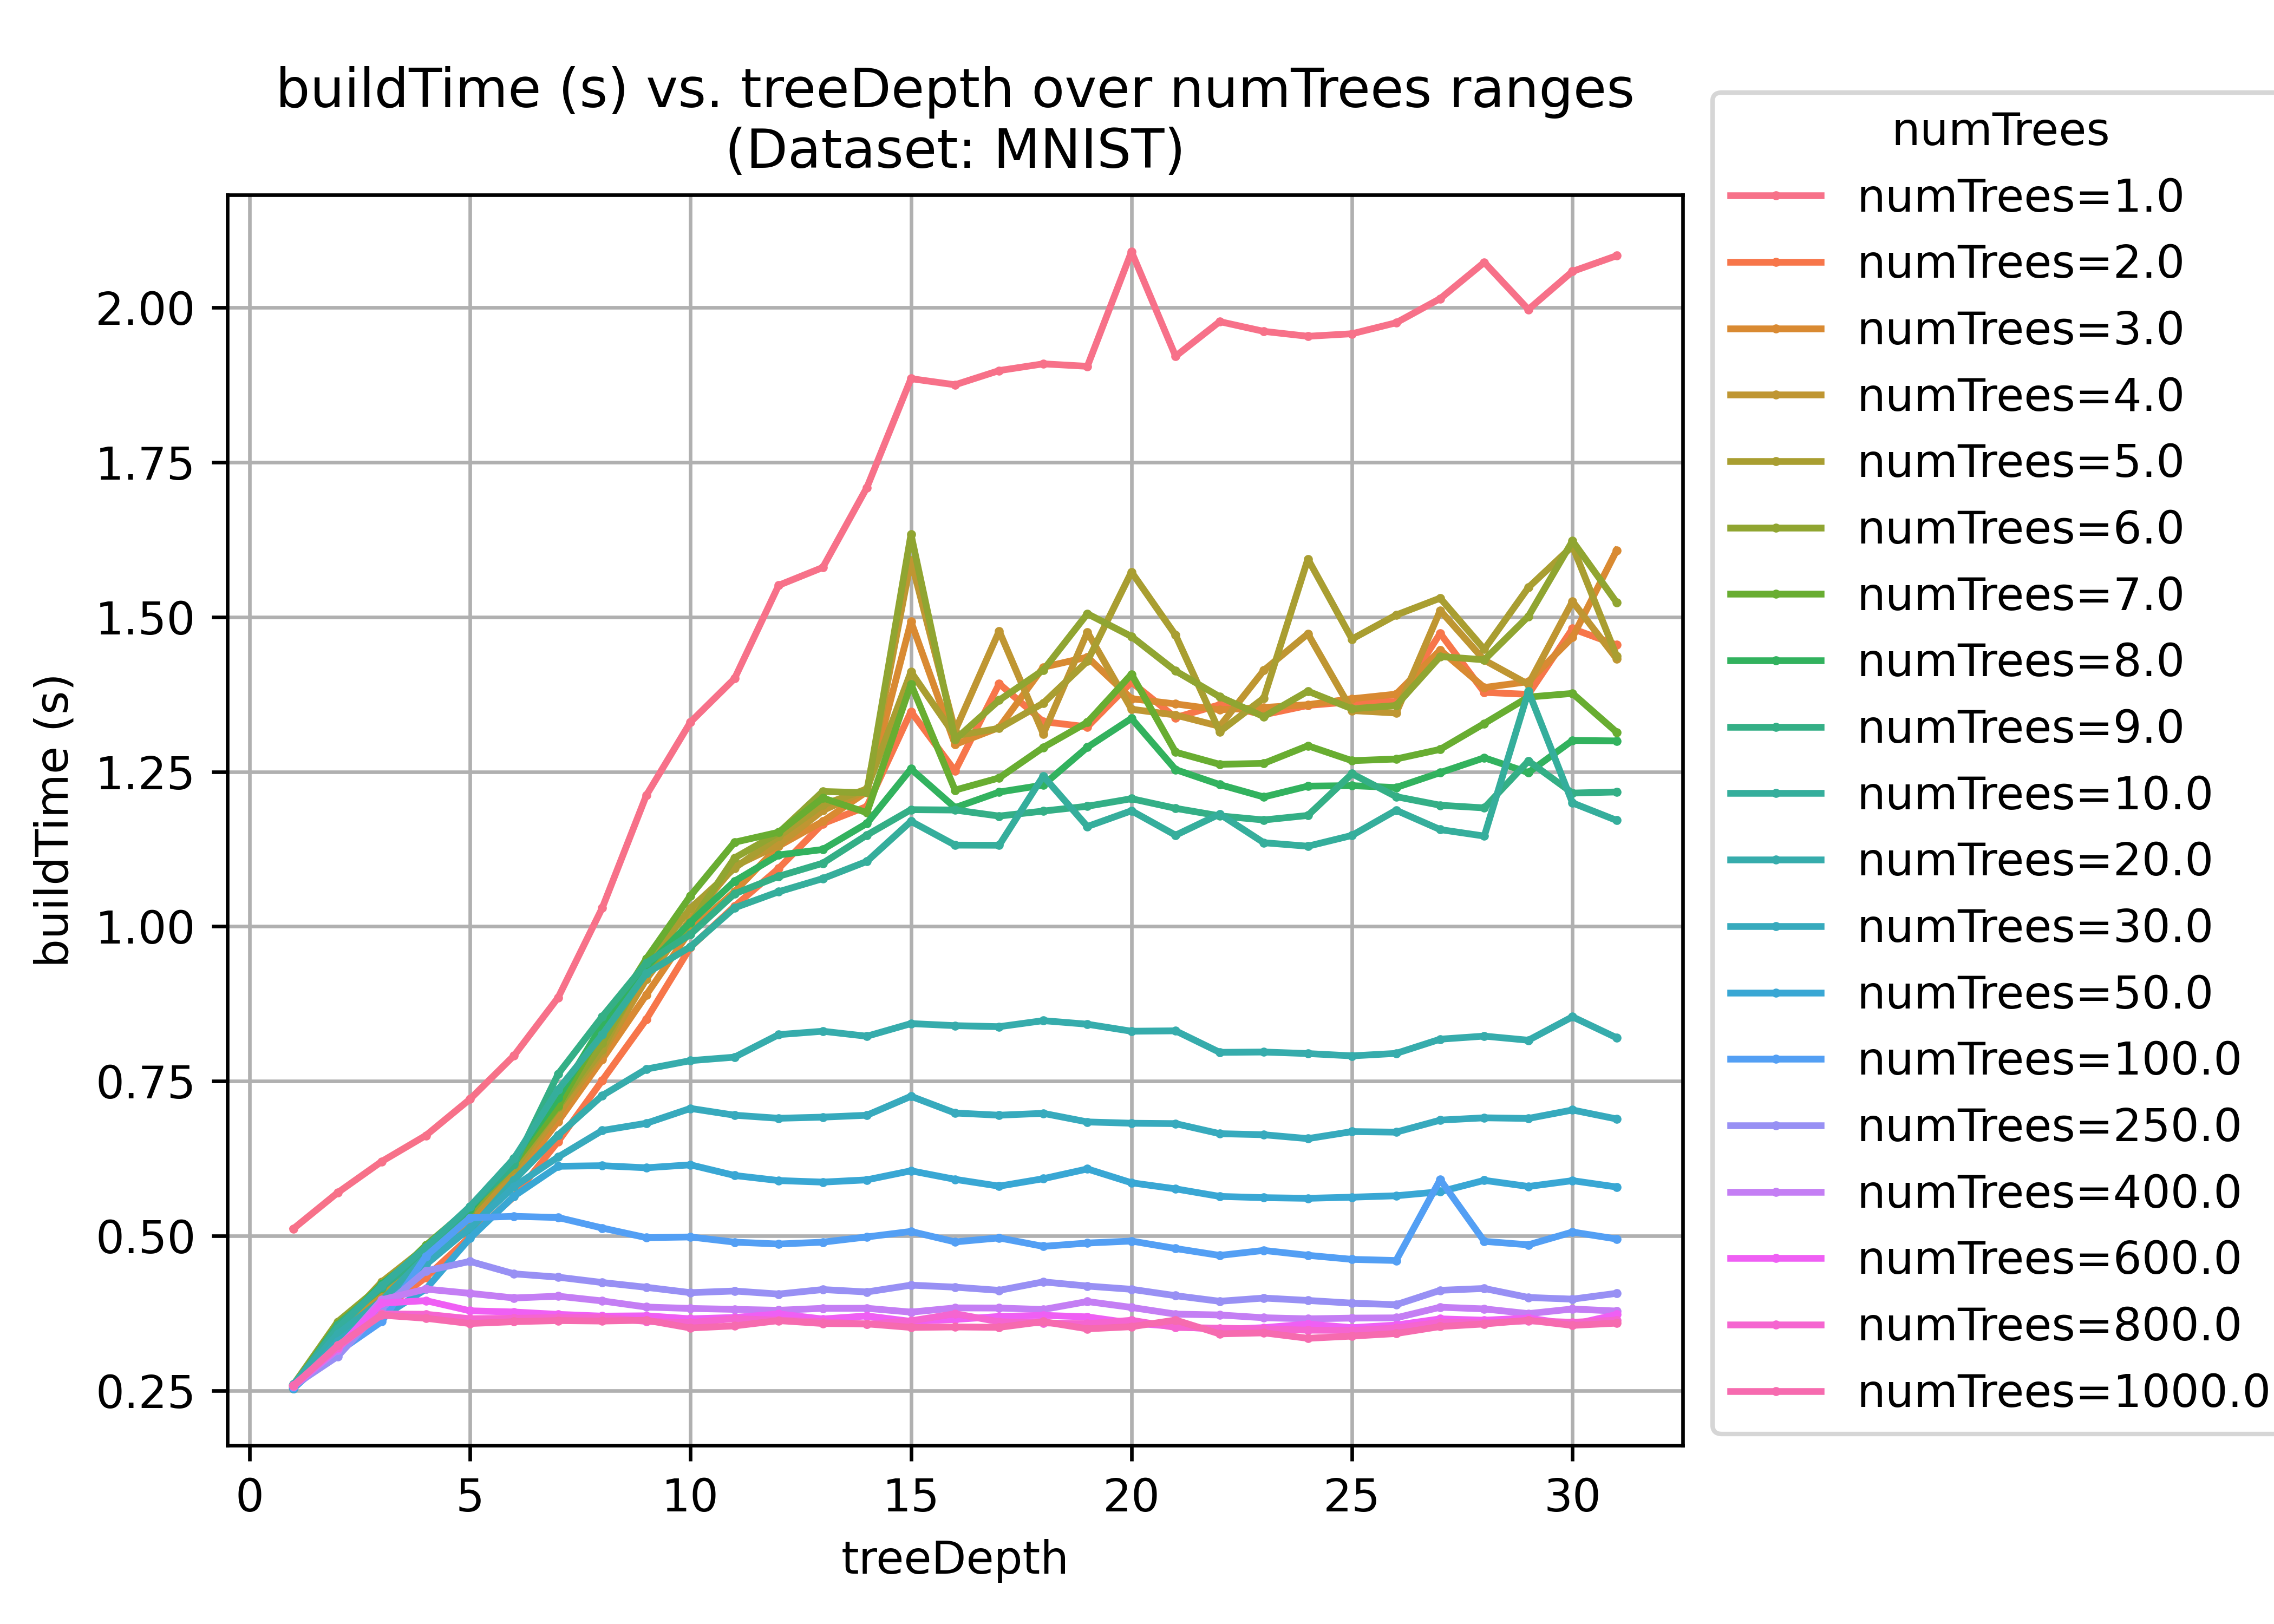 buildTime (s) vs. treeDepth over numTrees ranges
(Dataset: MNIST)
buildTime (s)
2.00
1.75
1.50
1.25
1.00
0.75
0.50
0.25
0
5
10
15
20
25
30
treeDepth
numTrees
numTrees=1.0
numTrees=2.0
numTrees=3.0
numTrees=4.0
numTrees=5.0
numTrees=6.0
numTrees=7.0
numTrees=8.0
numTrees=9.0
numTrees=10.0
numTrees=20.0
numTrees=30.0
numTrees=50.0
numTrees=100.0
numTrees=250.0
numTrees=400.0
numTrees=600.0
numTrees=800.0
numTrees=1000.0